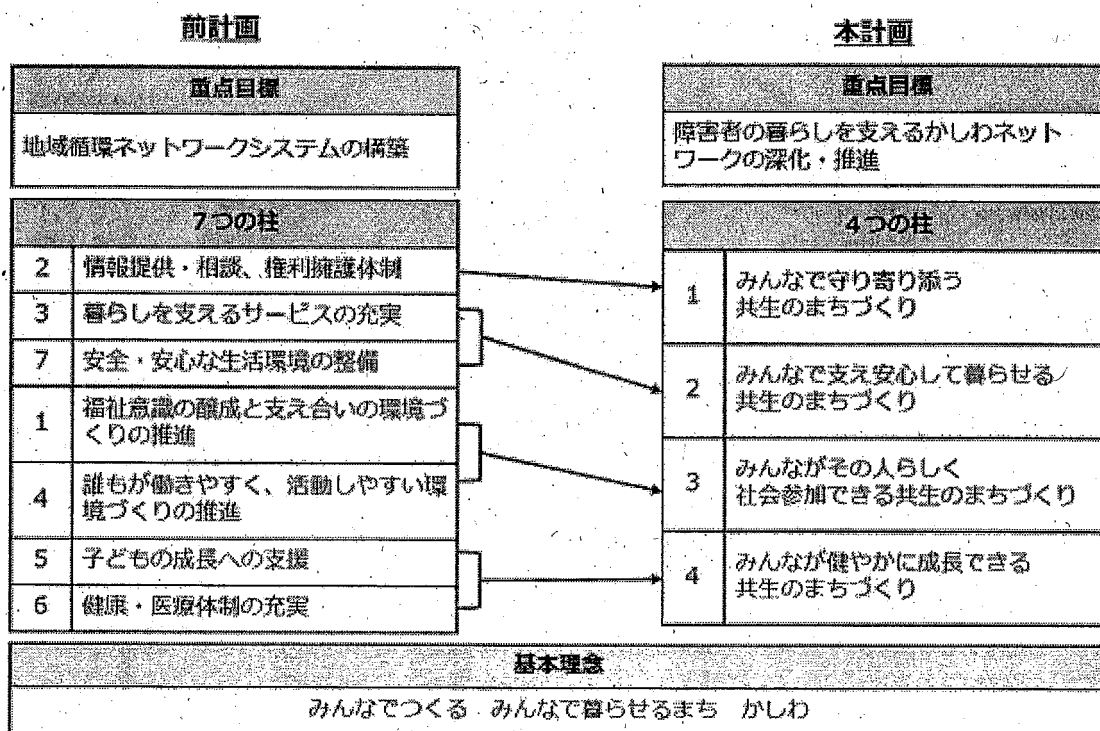 前計画
重点目標
地域循環ネットワークシステムの構築
7つの柱
2 情報提供・相談、権利擁護体制
3 暮らしを支えるサービスの充実
7 安全・安心な生活環境の整備
1 福祉意識の醸成と支え合いの環境づ
くりの推進
4 誰もが働きやすく、活動しやすい環
境づくりの推進
5 子どもの成長への支援
6 健康・医療体制の充実
本計画
重点目標
障害者の暮らしを支えるかしわネット
ワークの深化・推進
4つの柱
1 みんなで守り寄り添う
共生のまちづくり
2 みんなで支え安心して暮らせる
共生のまちづくり
3 みんながその人らしく
社会参加できる共生のまちづくり
4 みんなが健やかに成長できる
共生のまちづくり
基本理念
みんなでつくる みんなで暮らせるまち かしわ